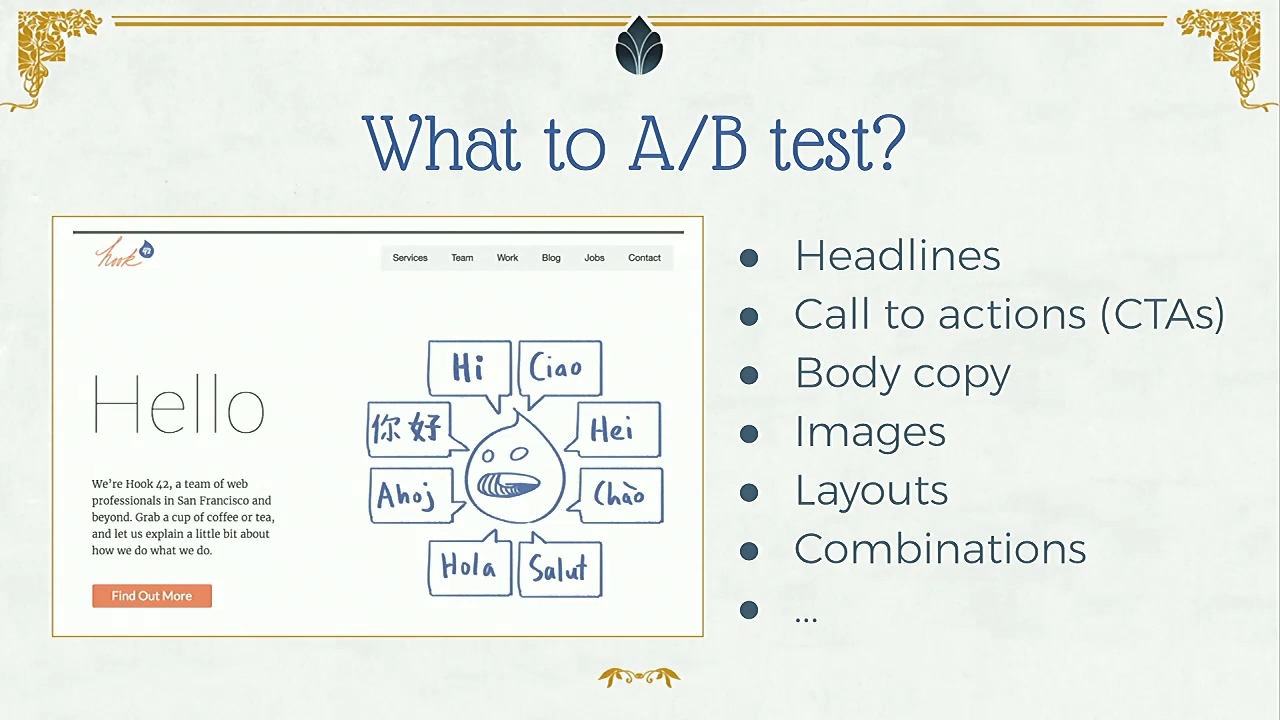 What to A/B test?
hook 42
Services Team Work Blog Jobs Contact
Hello
We're Hook 42, a team of web
professionals in San Francisco and
beyond. Grab a cup of coffee or tea,
and let us explain a little bit about
how we do what we do.
Find Out More
Hi
Ciao
你好
Hei
Ahoj
Chào
Hola
Salut
● Headlines
● Call to actions (CTAs)
● Body copy
● Images
● Layouts
● Combinations
● ...